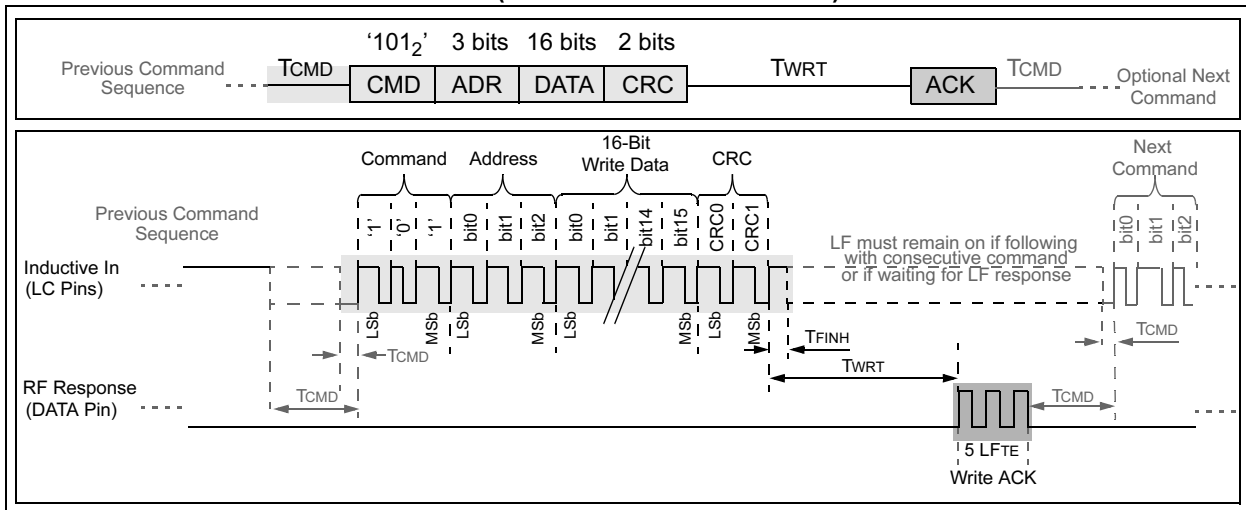 '101₂' 3 bits 16 bits 2 bits
Previous Command
Sequence
TCMD CMD ADR DATA CRC TWRT ACK TCMD
Optional Next
Command
Command Address 16-Bit
Write Data CRC
Next
Command
Previous Command
Sequence
'1' '0' '1' bit0 bit1 bit2 bit0 bit1 bit14 bit15 CRC0 CRC1
bit0 bit1 bit2
LF must remain on if following
with consecutive command
or if waiting for LF response
Inductive In
(LC Pins)
LSb MSb LSb MSb LSb MSb LSb MSb
TFINH
TCMD
TCMD
TWRT
RF Response
(DATA Pin)
TCMD
TCMD
5 LFTE
Write ACK